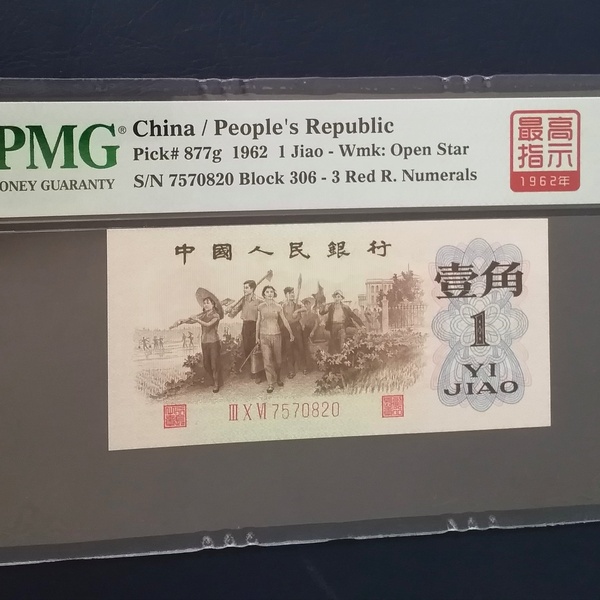 PMG®
ONEY GUARANTY
China / People's Republic
Pick# 877g 1962 1 Jiao - Wmk: Open Star
S/N 7570820 Block 306 - 3 Red R. Numerals
最高
指示
1962年
中國人民銀行
壹角
1
YI
JIAO
ⅢⅩⅥ7570820